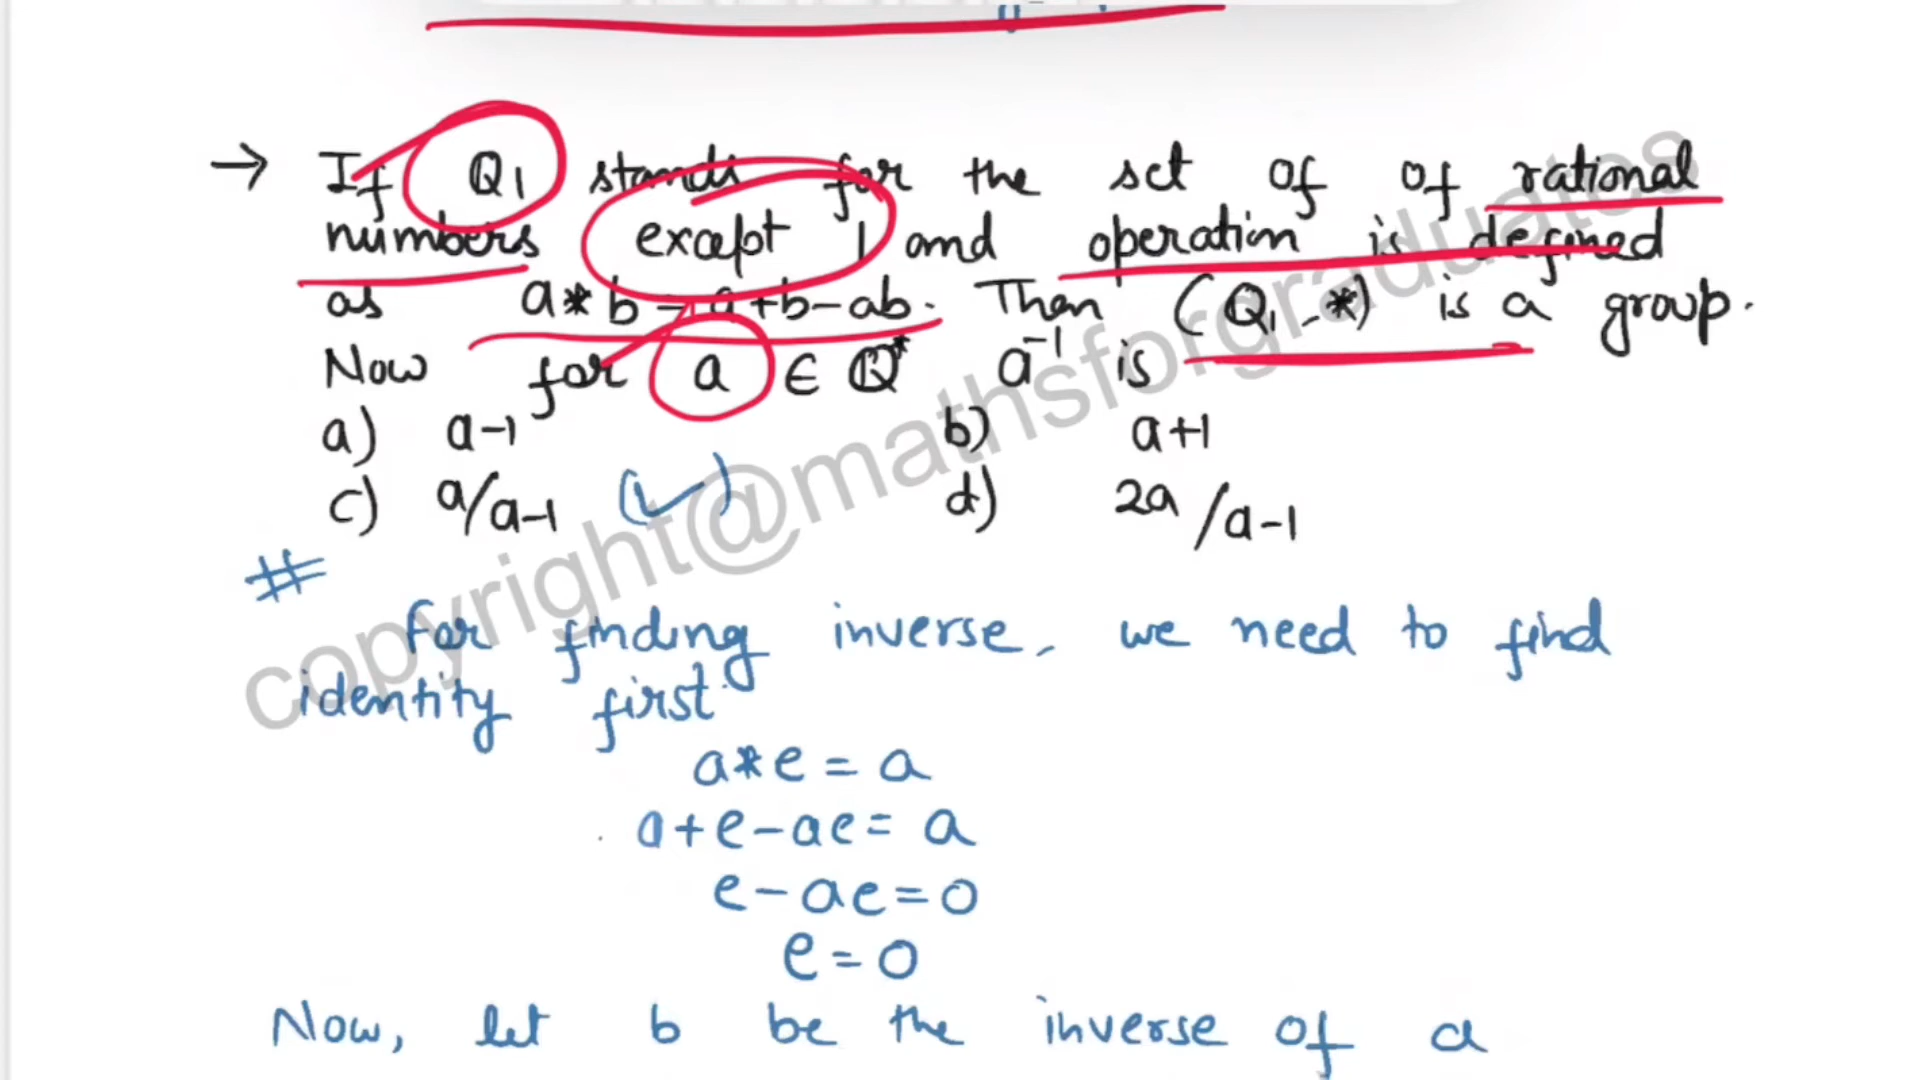 → If Q₁ stands for the set of of rational
numbers except 1 and operation is defined
as a*b = a+b-ab. Then (Q₁,*) is a group.
Now for a ∈ Q* a⁻¹ is
a) a-1 b) a+1
c) a/a-1 (✓) d) 2a/a-1
#
For finding inverse, we need to find
identity first.
a*e = a
a+e-ae = a
e-ae=0
e=0
Now, let b be the inverse of a
copyright@mathsforgraduates